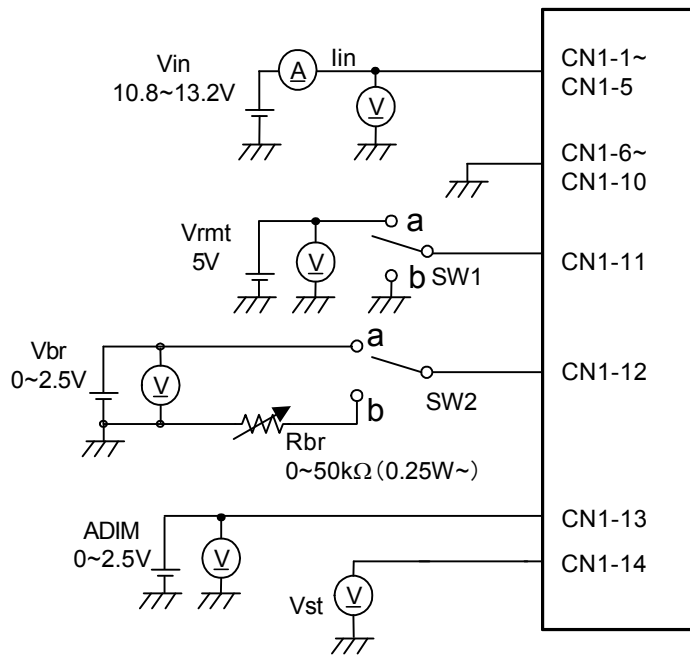 Vin
10.8~13.2V
A
Iin
V
CN1-1~
CN1-5
CN1-6~
CN1-10
Vrmt
5V
V
a
b
SW1
CN1-11
Vbr
0~2.5V
V
a
b
SW2
CN1-12
Rbr
0~50kΩ(0.25W~)
ADIM
0~2.5V
V
CN1-13
CN1-14
Vst
V